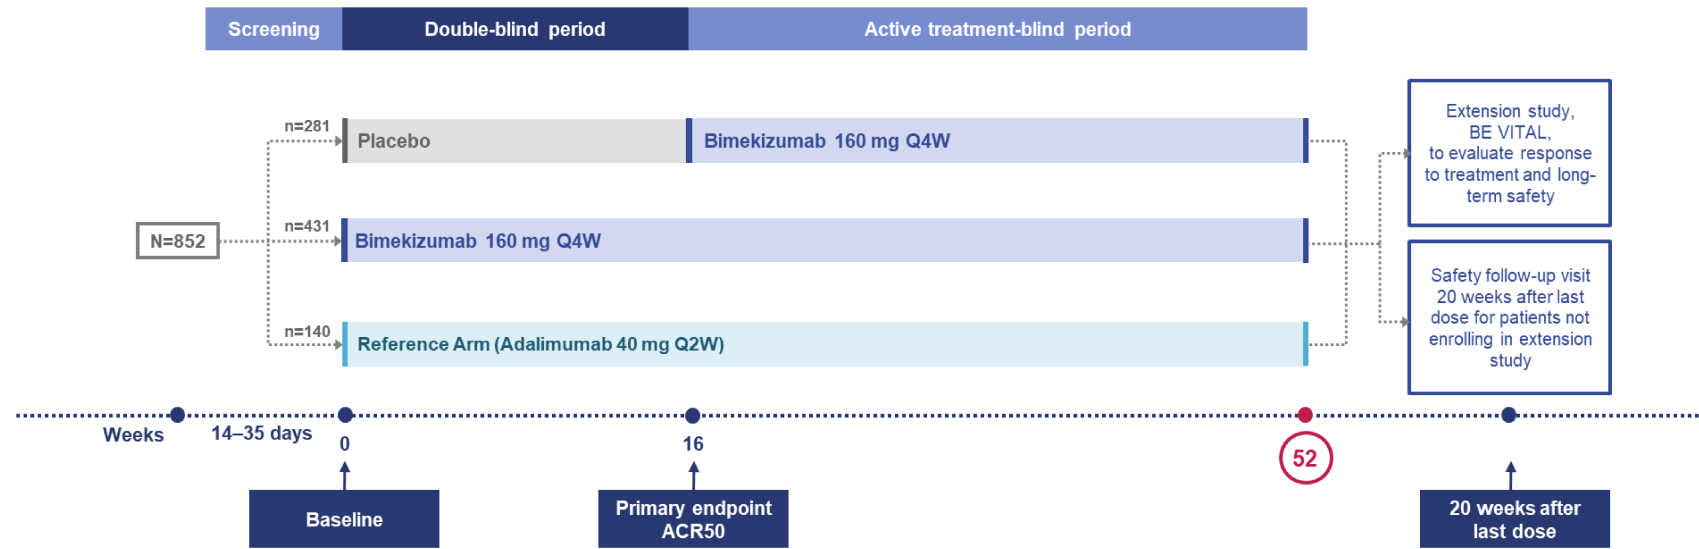 Screening
Double-blind period
Active treatment-blind period
n=281
Placebo
Bimekizumab 160 mg Q4W
N=852
n=431
Bimekizumab 160 mg Q4W
n=140
Reference Arm (Adalimumab 40 mg Q2W)
Extension study,
BE VITAL,
to evaluate response
to treatment and long-
term safety
Safety follow-up visit
20 weeks after last
dose for patients not
enrolling in extension
study
Weeks
14–35 days
0
16
52
Baseline
Primary endpoint
ACR50
20 weeks after
last dose